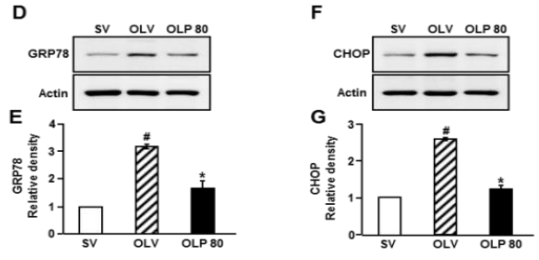 D
SV OLV OLP 80
GRP78
Actin
E
GRP78
Relative density
4
3
2
1
0
#
*
SV OLV OLP 80
F
SV OLV OLP 80
CHOP
Actin
G
CHOP
Relative density
3
2
1
0
#
*
SV OLV OLP 80